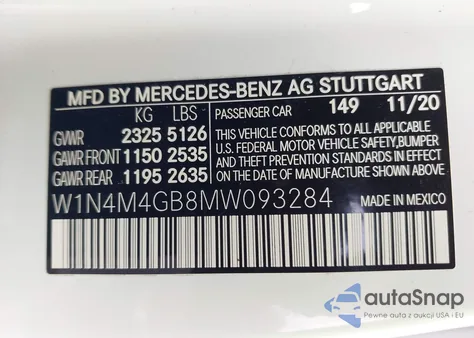 MFD BY MERCEDES-BENZ AG STUTTGART
KG LBS
GVWR 2325 5126
GAWR FRONT 1150 2535
GAWR REAR 1195 2635
PASSENGER CAR 149 11/20
THIS VEHICLE CONFORMS TO ALL APPLICABLE
U.S. FEDERAL MOTOR VEHICLE SAFETY,BUMPER
AND THEFT PREVENTION STANDARDS IN EFFECT ON
THE DATE OF MANUFACTURE SHOWN ABOVE
W1N4M4GB8MW093284
MADE IN MEXICO
autoSnap
Pewne auta z aukcji USA i EU